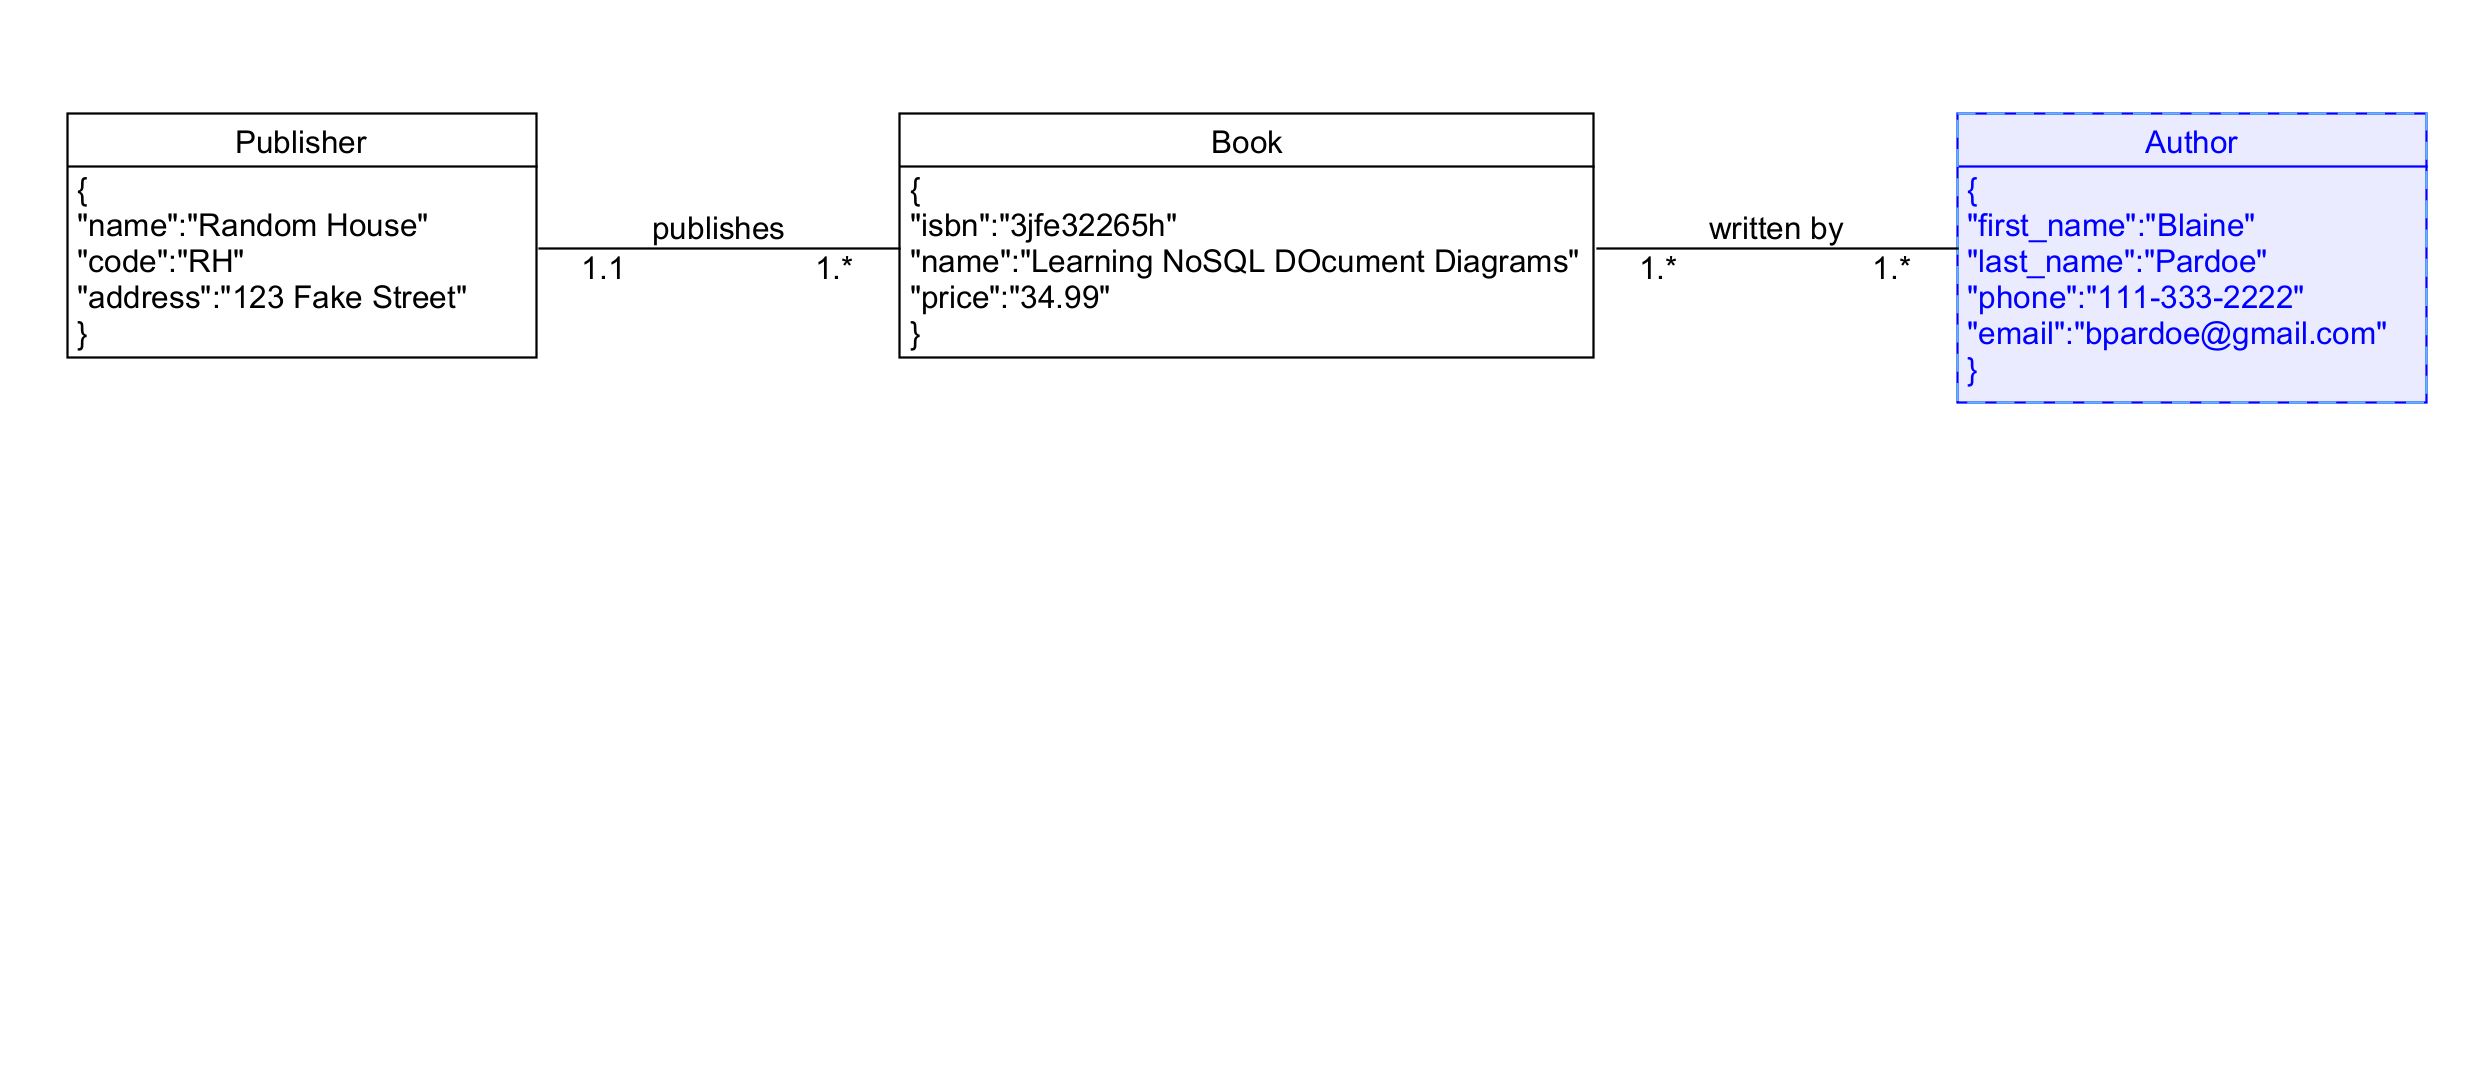 Publisher
{
"name":"Random House"
"code":"RH"
"address":"123 Fake Street"
}
publishes
1.1
1.*
Book
{
"isbn":"3jfe32265h"
"name":"Learning NoSQL DOcument Diagrams"
"price":"34.99"
}
written by
1.*
1.*
Author
{
"first_name":"Blaine"
"last_name":"Pardoe"
"phone":"111-333-2222"
"email":"bpardoe@gmail.com"
}